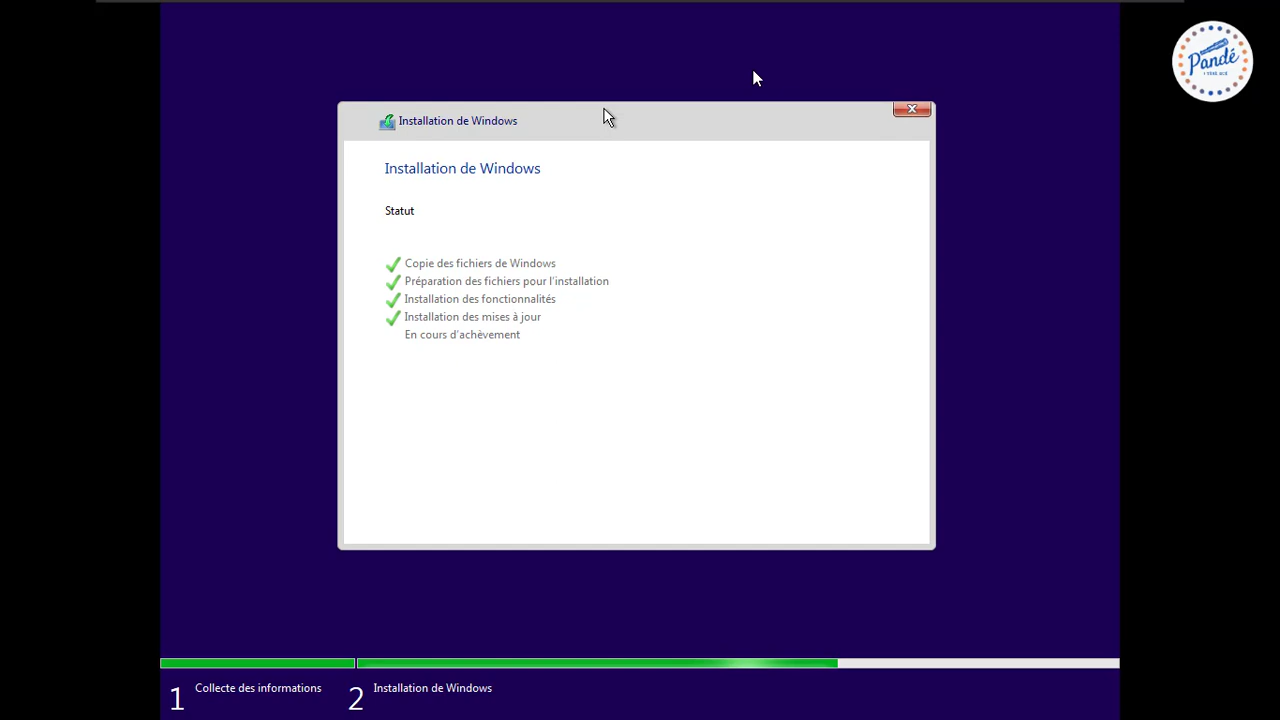 Pandé
Installation de Windows
Installation de Windows
Statut
Copie des fichiers de Windows
Préparation des fichiers pour l'installation
Installation des fonctionnalités
Installation des mises à jour
En cours d'achèvement
1 Collecte des informations 2 Installation de Windows